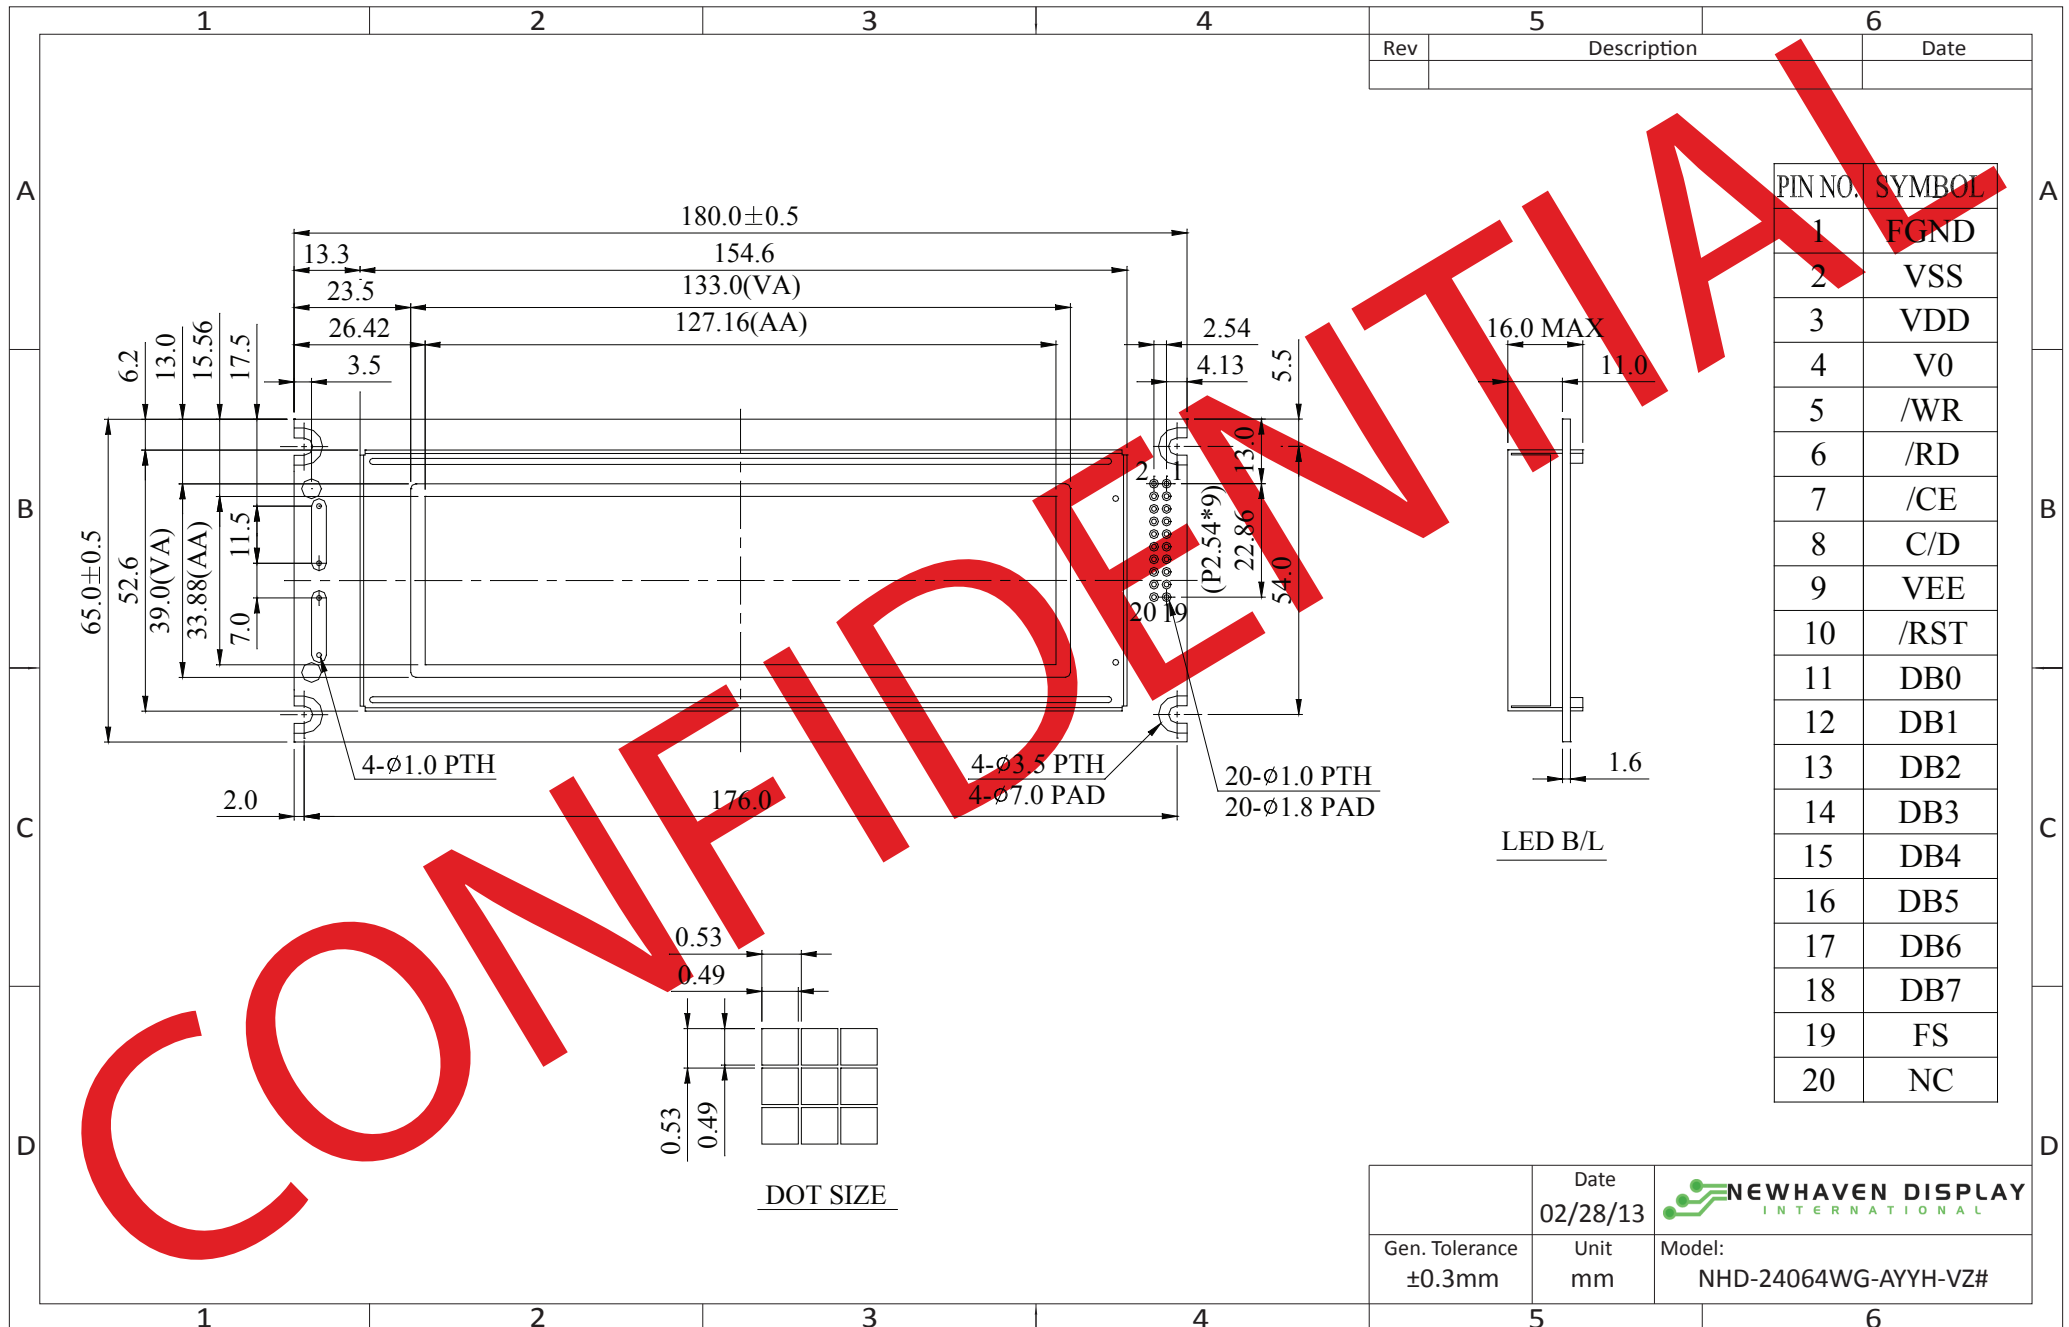 1 2 3 4 5 6
Rev Description Date
A A
B B
C C
D D
180.0±0.5
13.3 154.6
23.5 133.0(VA)
26.42 127.16(AA)
3.5
2.54
4.13
6.2
13.0
15.56
17.5
5.5
13.0
65.0±0.5
52.6
39.0(VA)
33.88(AA)
11.5
7.0
2 1
20 19
(P2.54*9)
22.86
54.0
4-ø1.0 PTH
4-ø3.5 PTH
4-ø7.0 PAD
20-ø1.0 PTH
20-ø1.8 PAD
2.0
176.0
16.0 MAX
11.0
1.6
LED B/L
0.53
0.49
0.53
0.49
DOT SIZE
PIN NO. SYMBOL
1 FGND
2 VSS
3 VDD
4 V0
5 /WR
6 /RD
7 /CE
8 C/D
9 VEE
10 /RST
11 DB0
12 DB1
13 DB2
14 DB3
15 DB4
16 DB5
17 DB6
18 DB7
19 FS
20 NC
CONFIDENTIAL
Date
02/28/13
NEWHAVEN DISPLAY
INTERNATIONAL
Gen. Tolerance
±0.3mm
Unit
mm
Model:
NHD-24064WG-AYYH-VZ#
1 2 3 4 5 6